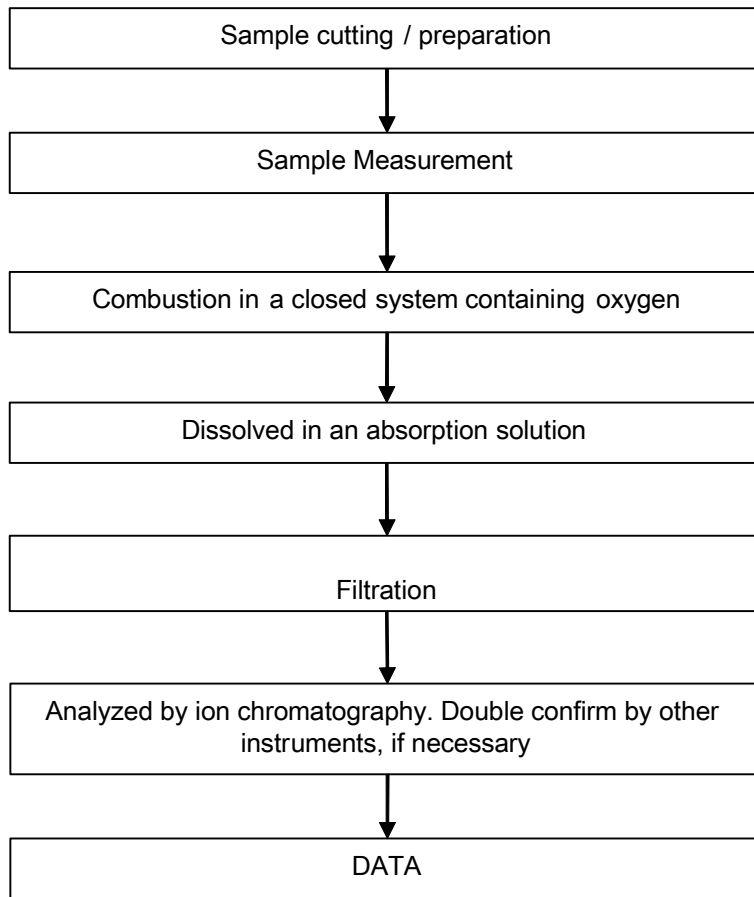 Sample cutting / preparation
Sample Measurement
Combustion in a closed system containing oxygen
Dissolved in an absorption solution
Filtration
Analyzed by ion chromatography. Double confirm by other
instruments, if necessary
DATA